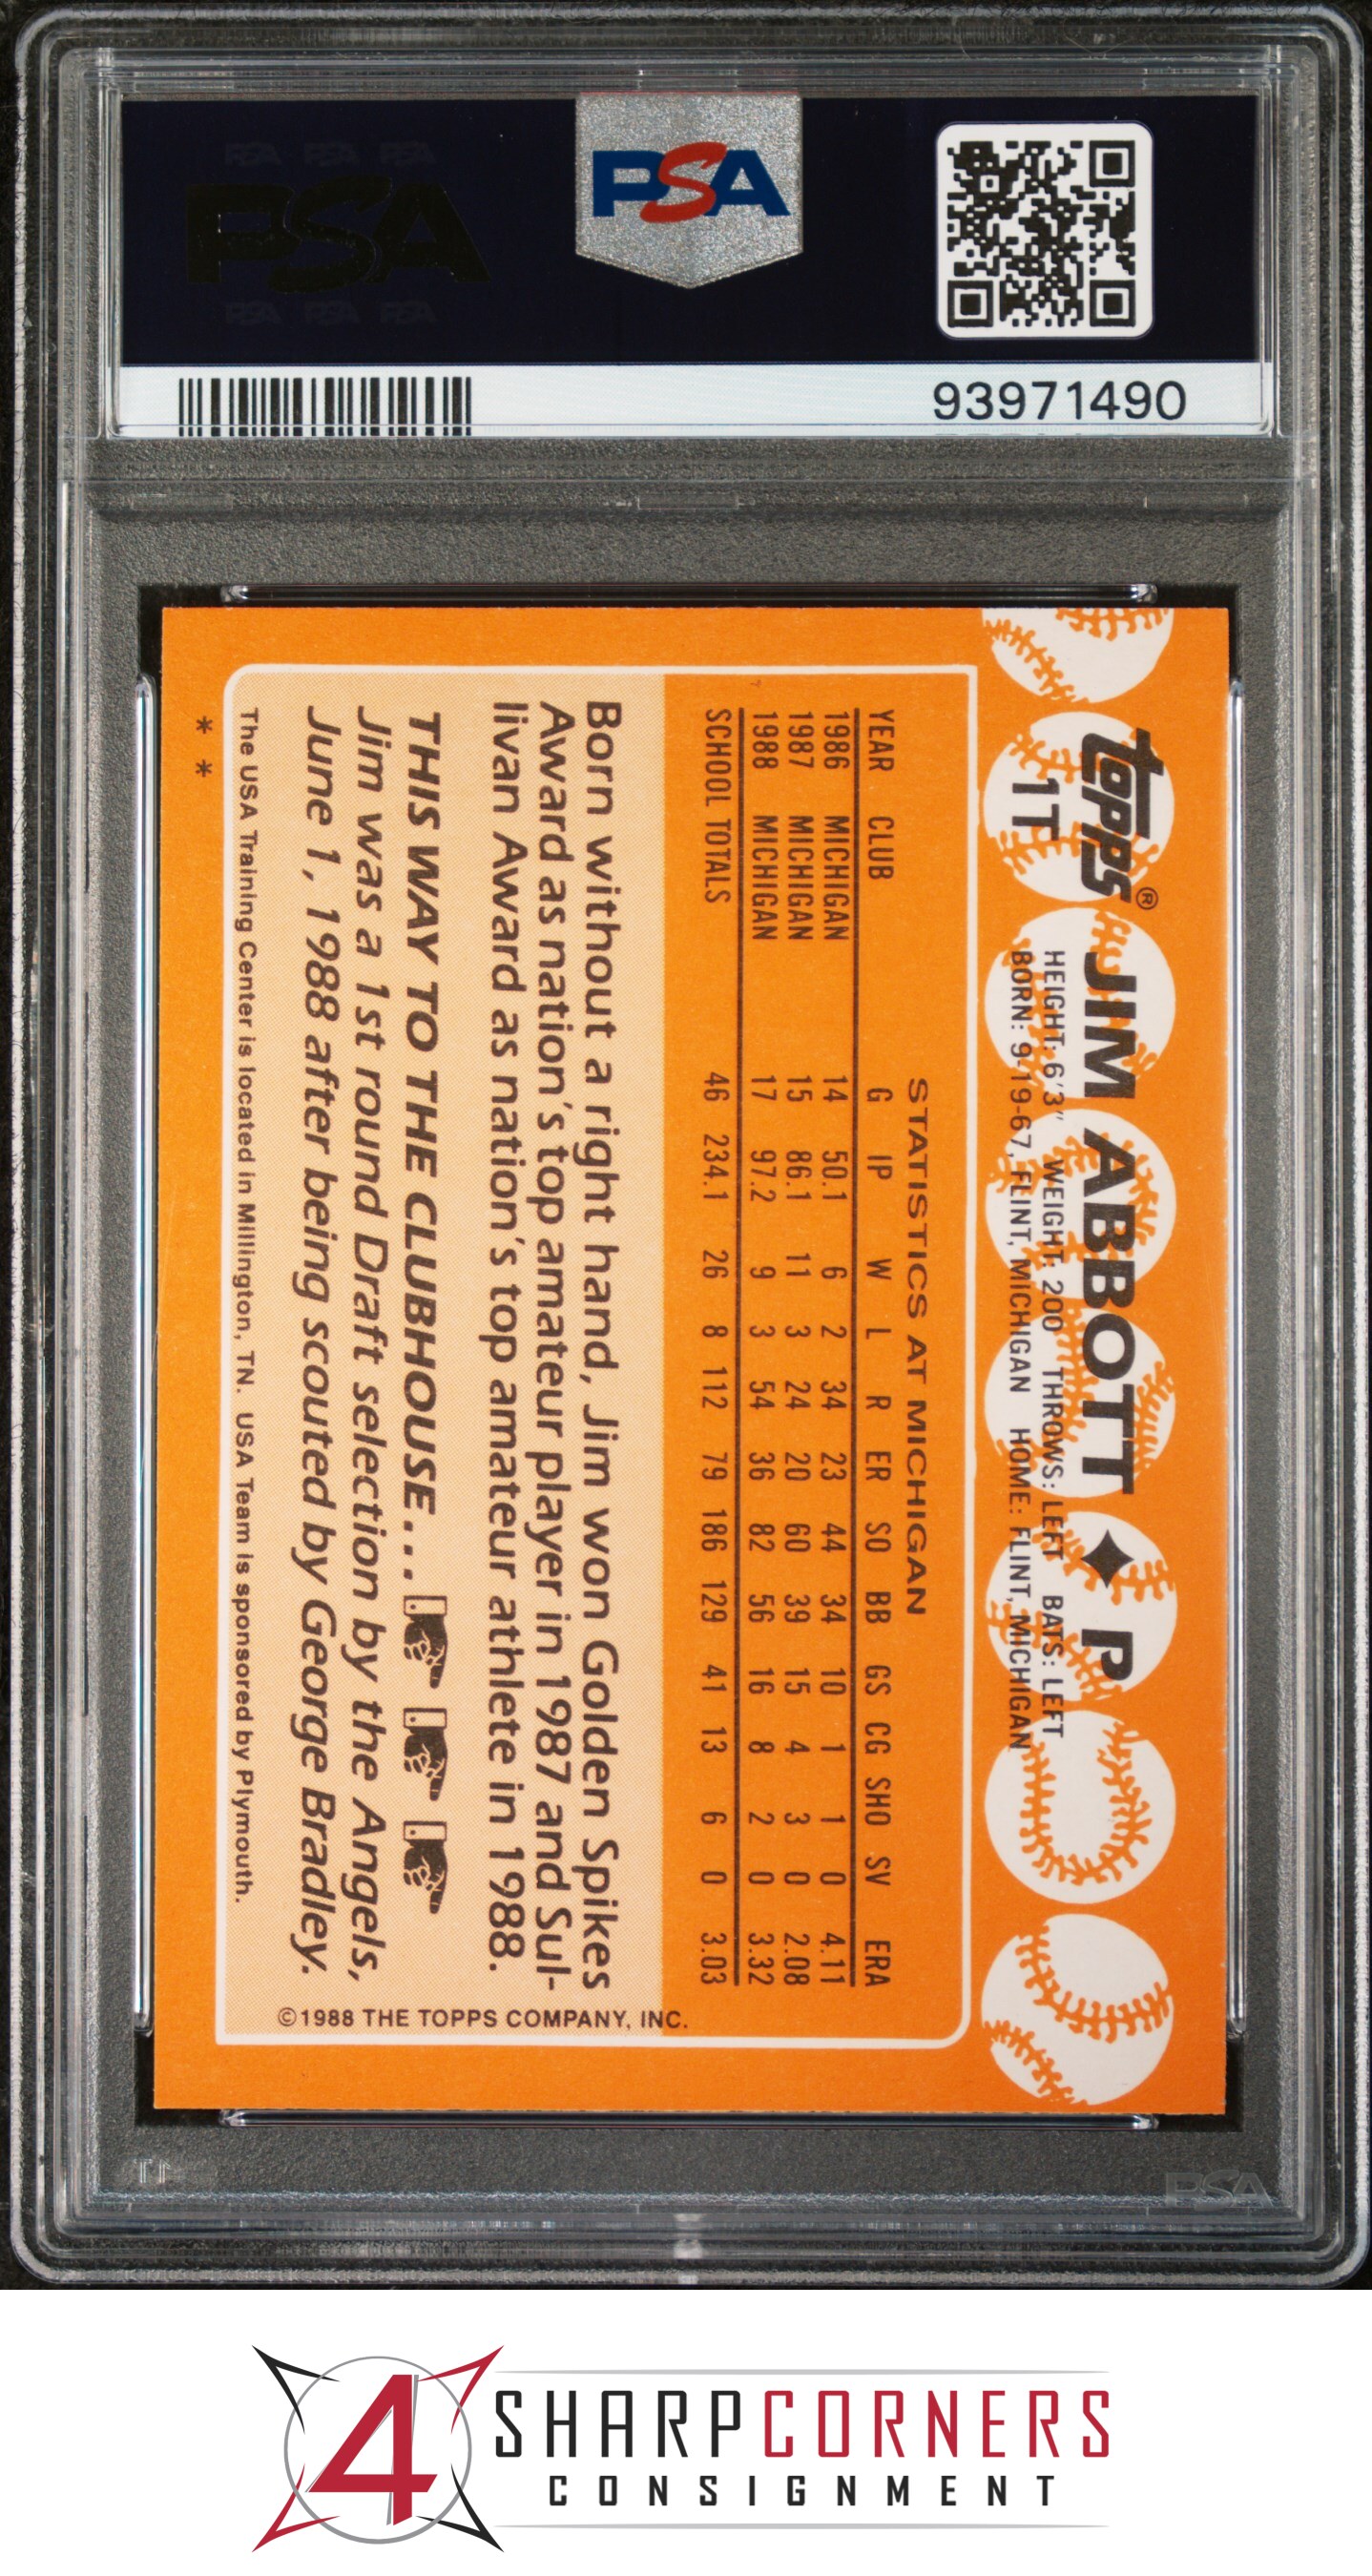 PSA PSA PSA
PSA
PSA PSA PSA
PSA
93971490
topps®
1T
JIM ABBOTT ✦ P
HEIGHT: 6'3" WEIGHT: 200 THROWS: LEFT BATS: LEFT
BORN: 9-19-67, FLINT, MICHIGAN HOME: FLINT, MICHIGAN
STATISTICS AT MICHIGAN
YEAR CLUB G IP W L R ER SO BB GS CG SHO SV ERA
1986 MICHIGAN 14 50.1 6 2 34 23 44 34 10 1 1 0 4.11
1987 MICHIGAN 15 86.1 11 3 24 20 60 39 15 4 3 0 2.08
1988 MICHIGAN 17 97.2 9 3 54 36 82 56 16 8 2 0 3.32
SCHOOL TOTALS 46 234.1 26 8 112 79 186 129 41 13 6 0 3.03
Born without a right hand, Jim won Golden Spikes
Award as nation's top amateur player in 1987 and Sul-
livan Award as nation's top amateur athlete in 1988.
THIS WAY TO THE CLUBHOUSE...
Jim was a 1st round Draft selection by the Angels,
June 1, 1988 after being scouted by George Bradley.
©1988 THE TOPPS COMPANY, INC.
The USA Training Center is located in Millington, TN. USA Team is sponsored by Plymouth.
* *
PSA
4
SHARPCORNERS
CONSIGNMENT